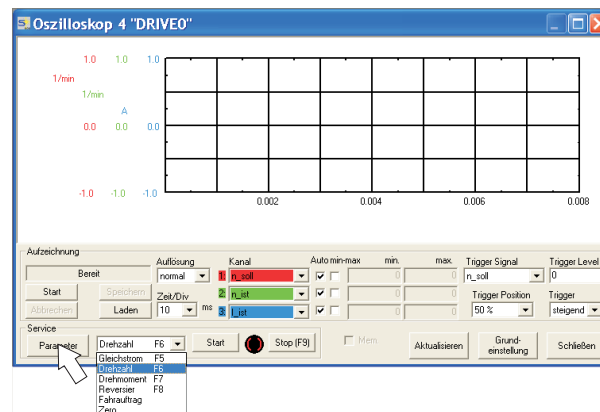 Oszilloskop 4 "DRIVE0"
1.0 1.0 1.0
1/min
1/min
A
0.0 0.0 0.0
-1.0 -1.0 -1.0
0.002 0.004 0.006 0.008
Aufzeichnung
Bereit
Start Speichern
Abbrechen Laden
Auflösung
normal
Zeit/Div
10 ms
Kanal
1: n_soll
2: n_ist
3: I_ist
Auto min-max min. max.
0 0
0 0
0 0
Trigger Signal
n_soll
Trigger Level
0
Trigger Position
50 %
Trigger
steigend
Service
Parameter
Drehzahl F6
Start
Stop (F9)
Mem
Aktualisieren
Grund-
einstellung
Schließen
Gleichstrom F5
Drehzahl F6
Drehmoment F7
Reversier F8
Fahrauftrag
Zero